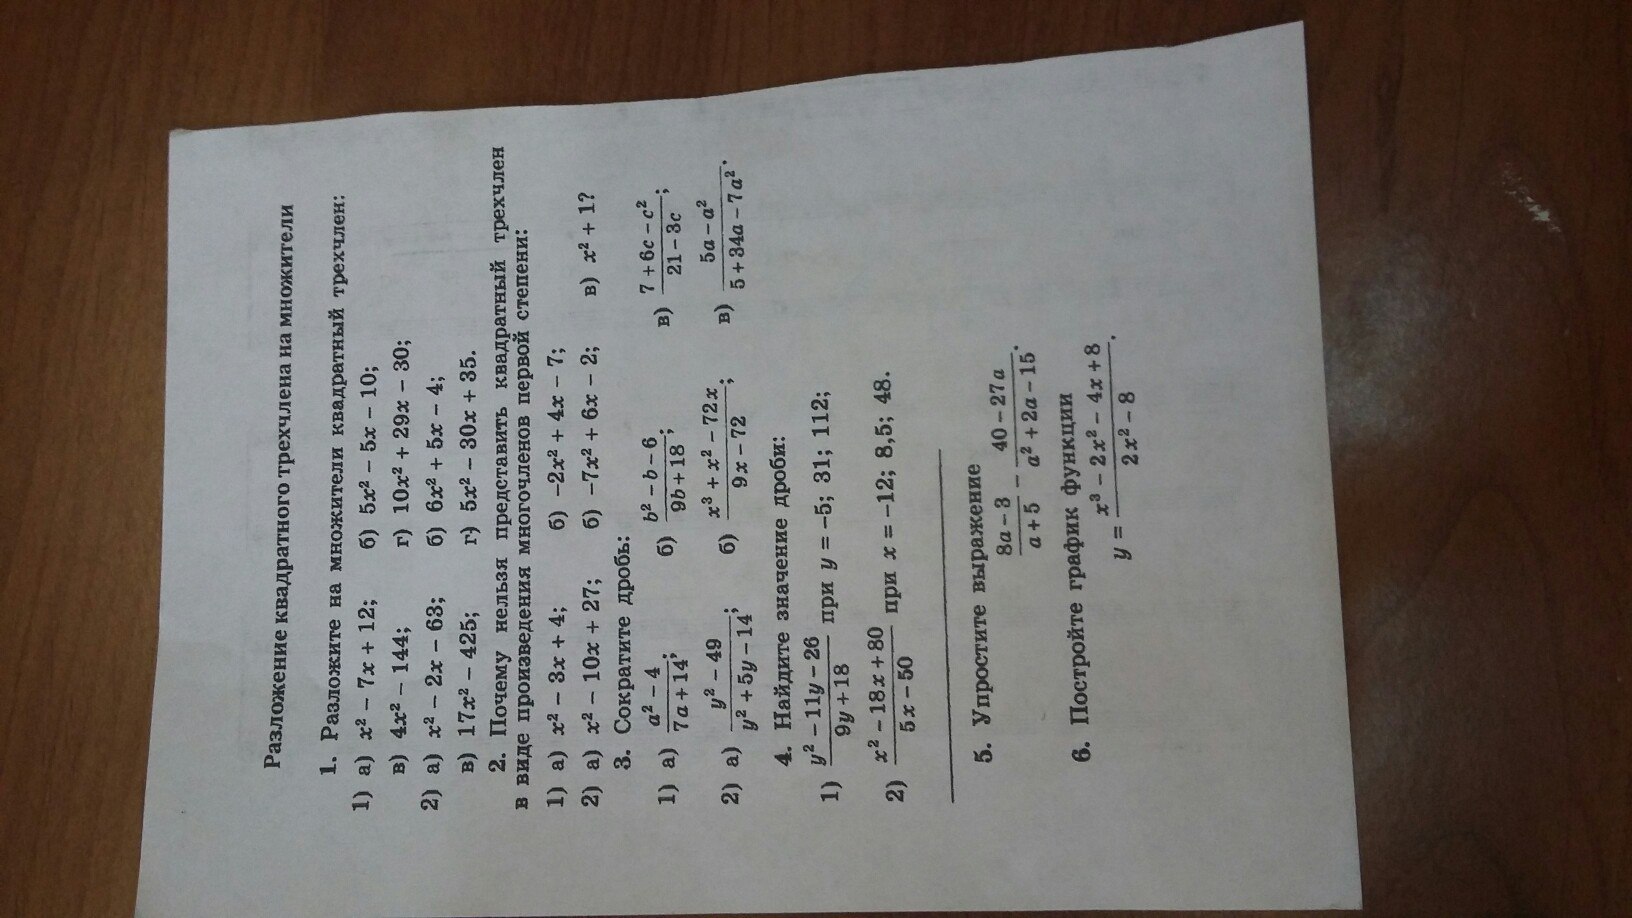 Разложение квадратного трехчлена на множители
1. Разложите на множители квадратный трехчлен:
1) а) x² − 7x + 12; б) 5x² − 5x − 10;
в) 4x² − 144; г) 10x² + 29x − 30;
2) а) x² − 2x − 63; б) 6x² + 5x − 4;
в) 17x² − 425; г) 5x² − 30x + 35.
2. Почему нельзя представить квадратный трехчлен
в виде произведения многочленов первой степени:
1) а) x² − 3x + 4; б) −2x² + 4x − 7;
2) а) x² − 10x + 27; б) −7x² + 6x − 2; в) x² + 1?
3. Сократите дробь:
1) а) (a² − 4)/(7a + 14); б) (b² − b − 6)/(9b + 18); в) (7 + 6c − c²)/(21 − 3c);
2) а) (y² − 49)/(y² + 5y − 14); б) (x³ + x² − 72x)/(9x − 72); в) (5a − a²)/(5 + 34a − 7a²).
4. Найдите значение дроби:
1) (y² − 11y − 26)/(9y + 18) при y = −5; 31; 112;
2) (x² − 18x + 80)/(5x − 50) при x = −12; 8,5; 48.
5. Упростите выражение
(8a − 8)/(a + 5) − (40 − 27a)/(a² + 2a − 15).
6. Постройте график функции
y = (x³ − 2x² − 4x + 8)/(2x² − 8).